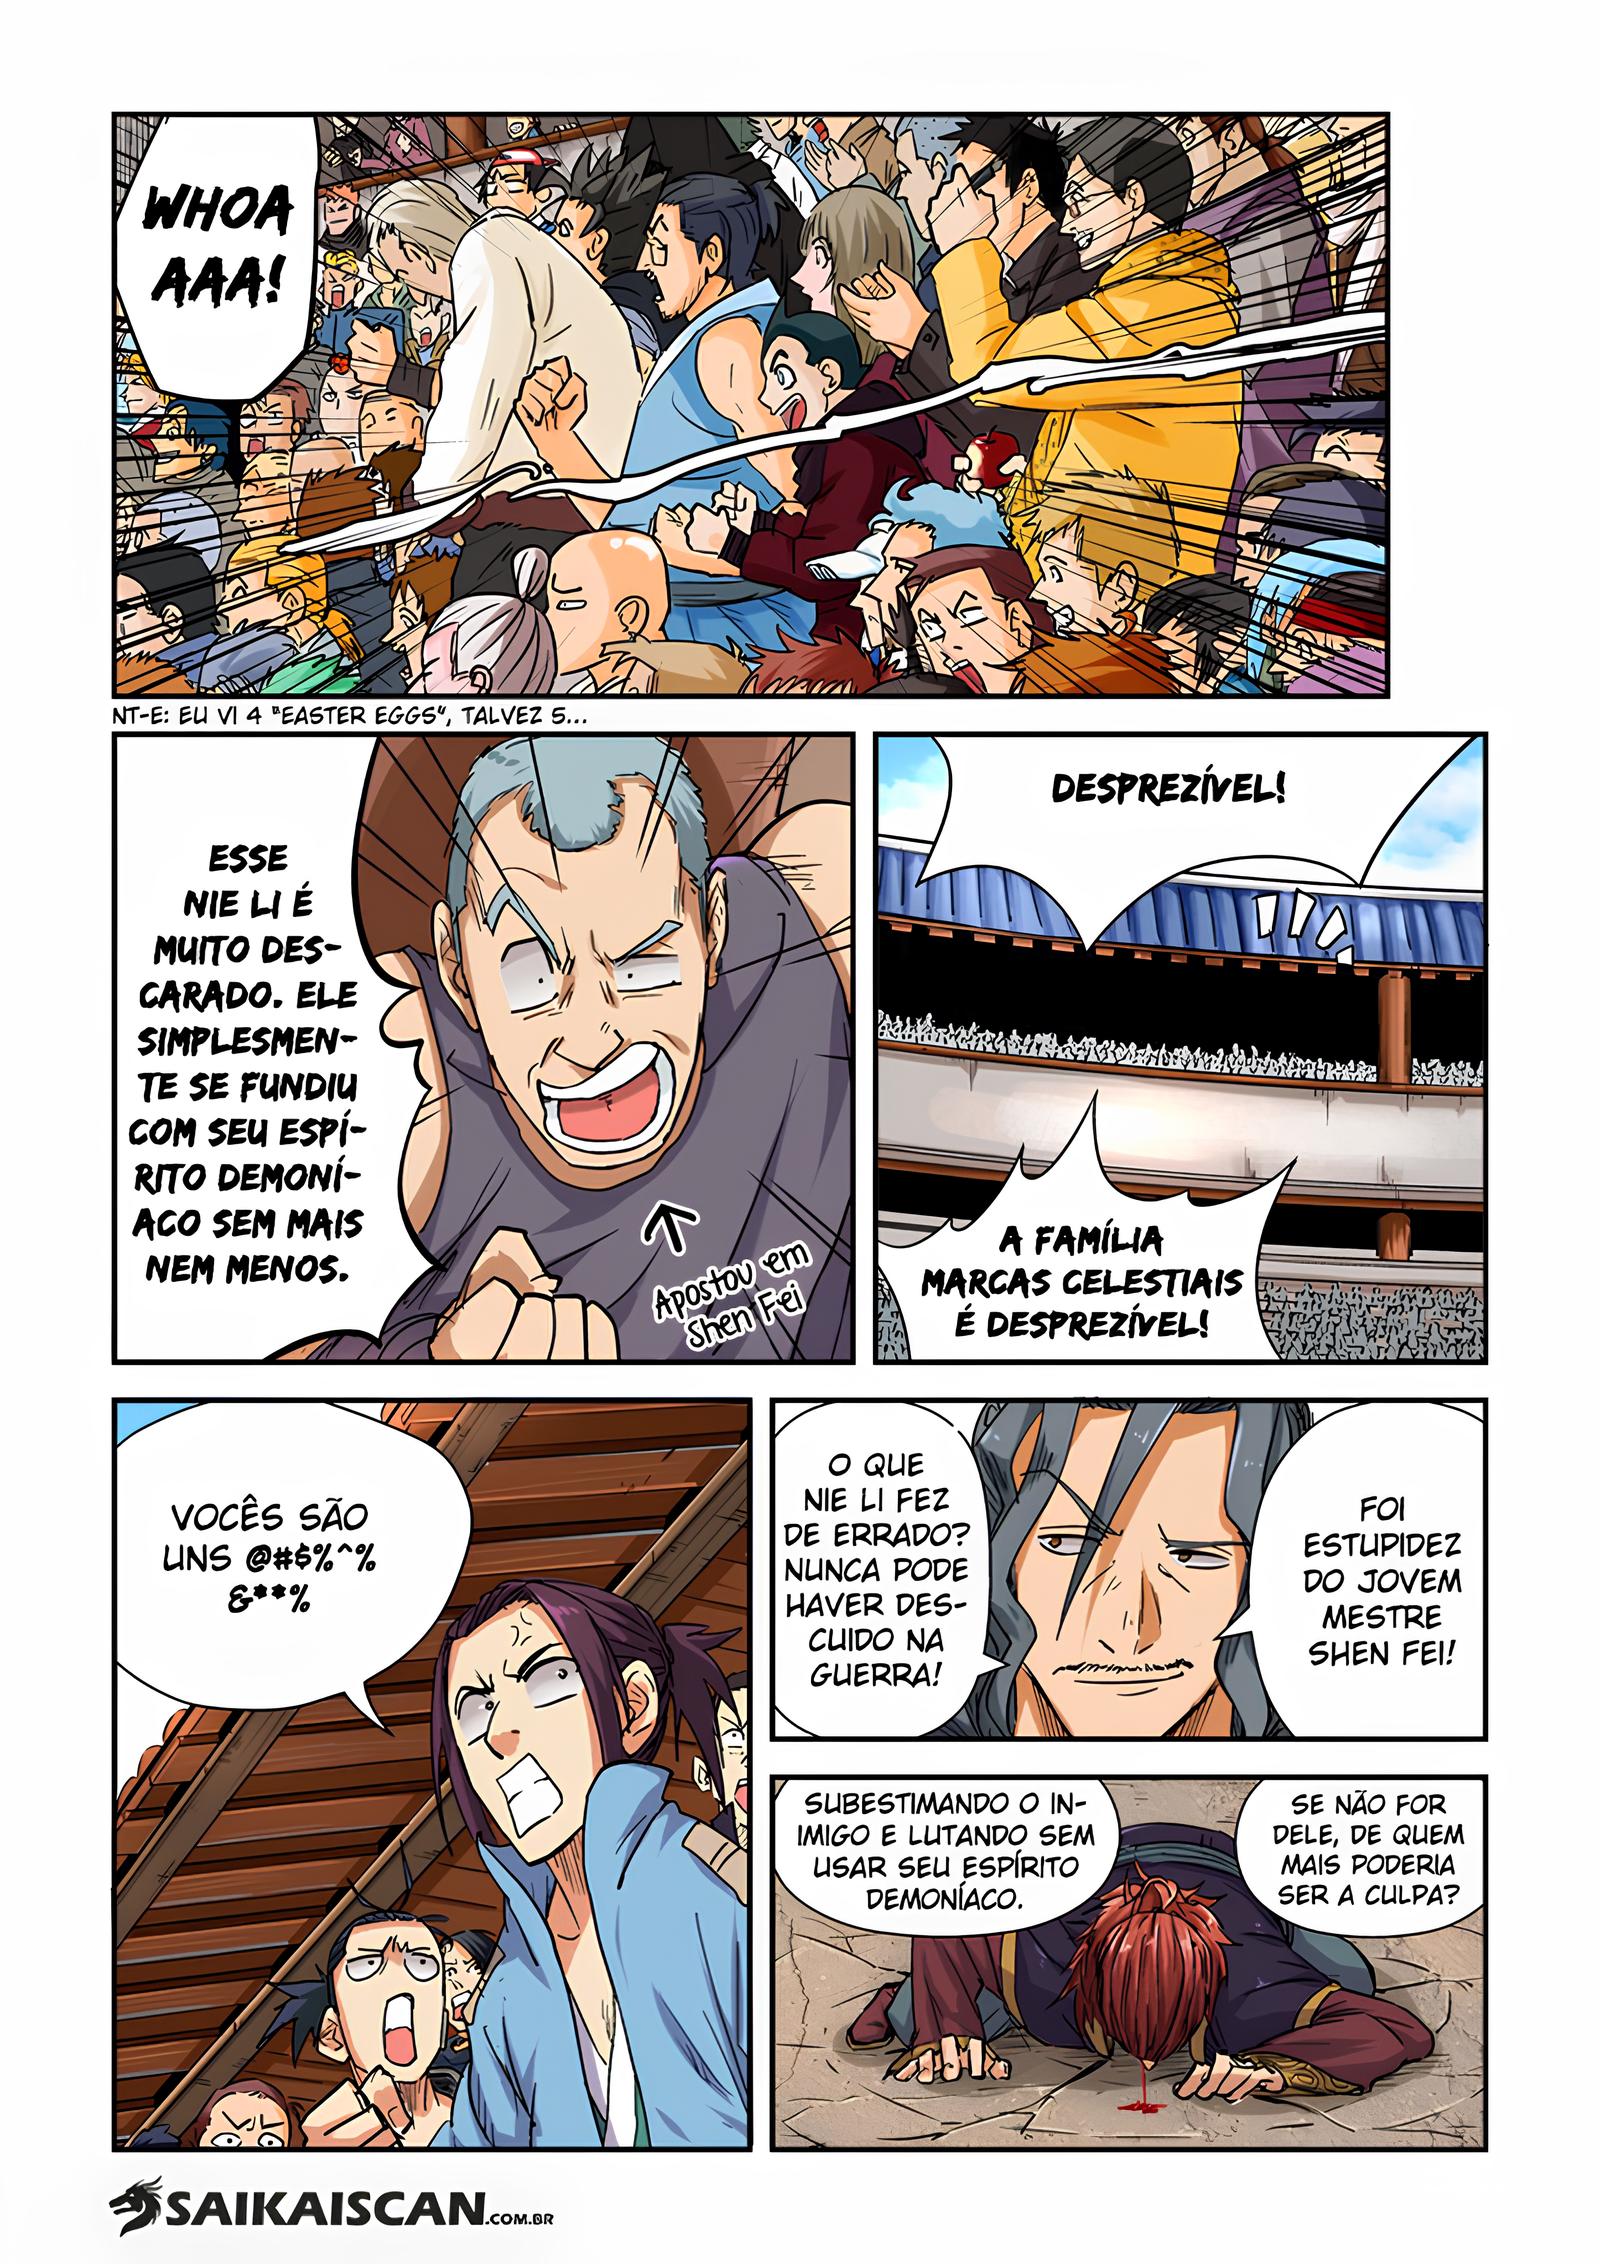 WHOA
AAA!
NT-E: EU VI 4 "EASTER EGGS", TALVEZ 5...
ESSE
NIE LI É
MUITO DES-
CARADO. ELE
SIMPLESMEN-
TE SE FUNDIU
COM SEU ESPÍ-
RITO DEMONÍ-
ACO SEM MAIS
NEM MENOS.
Apostou em
Shen Fei
DESPREZÍVEL!
A FAMÍLIA
MARCAS CELESTIAIS
É DESPREZÍVEL!
VOCÊS SÃO
UNS @#$%^%
&**%
O QUE
NIE LI FEZ
DE ERRADO?
NUNCA PODE
HAVER DES-
CUIDO NA
GUERRA!
FOI
ESTUPIDEZ
DO JOVEM
MESTRE
SHEN FEI!
SUBESTIMANDO O IN-
IMIGO E LUTANDO SEM
USAR SEU ESPÍRITO
DEMONÍACO.
SE NÃO FOR
DELE, DE QUEM
MAIS PODERIA
SER A CULPA?
SAIKAISCAN.COM.BR